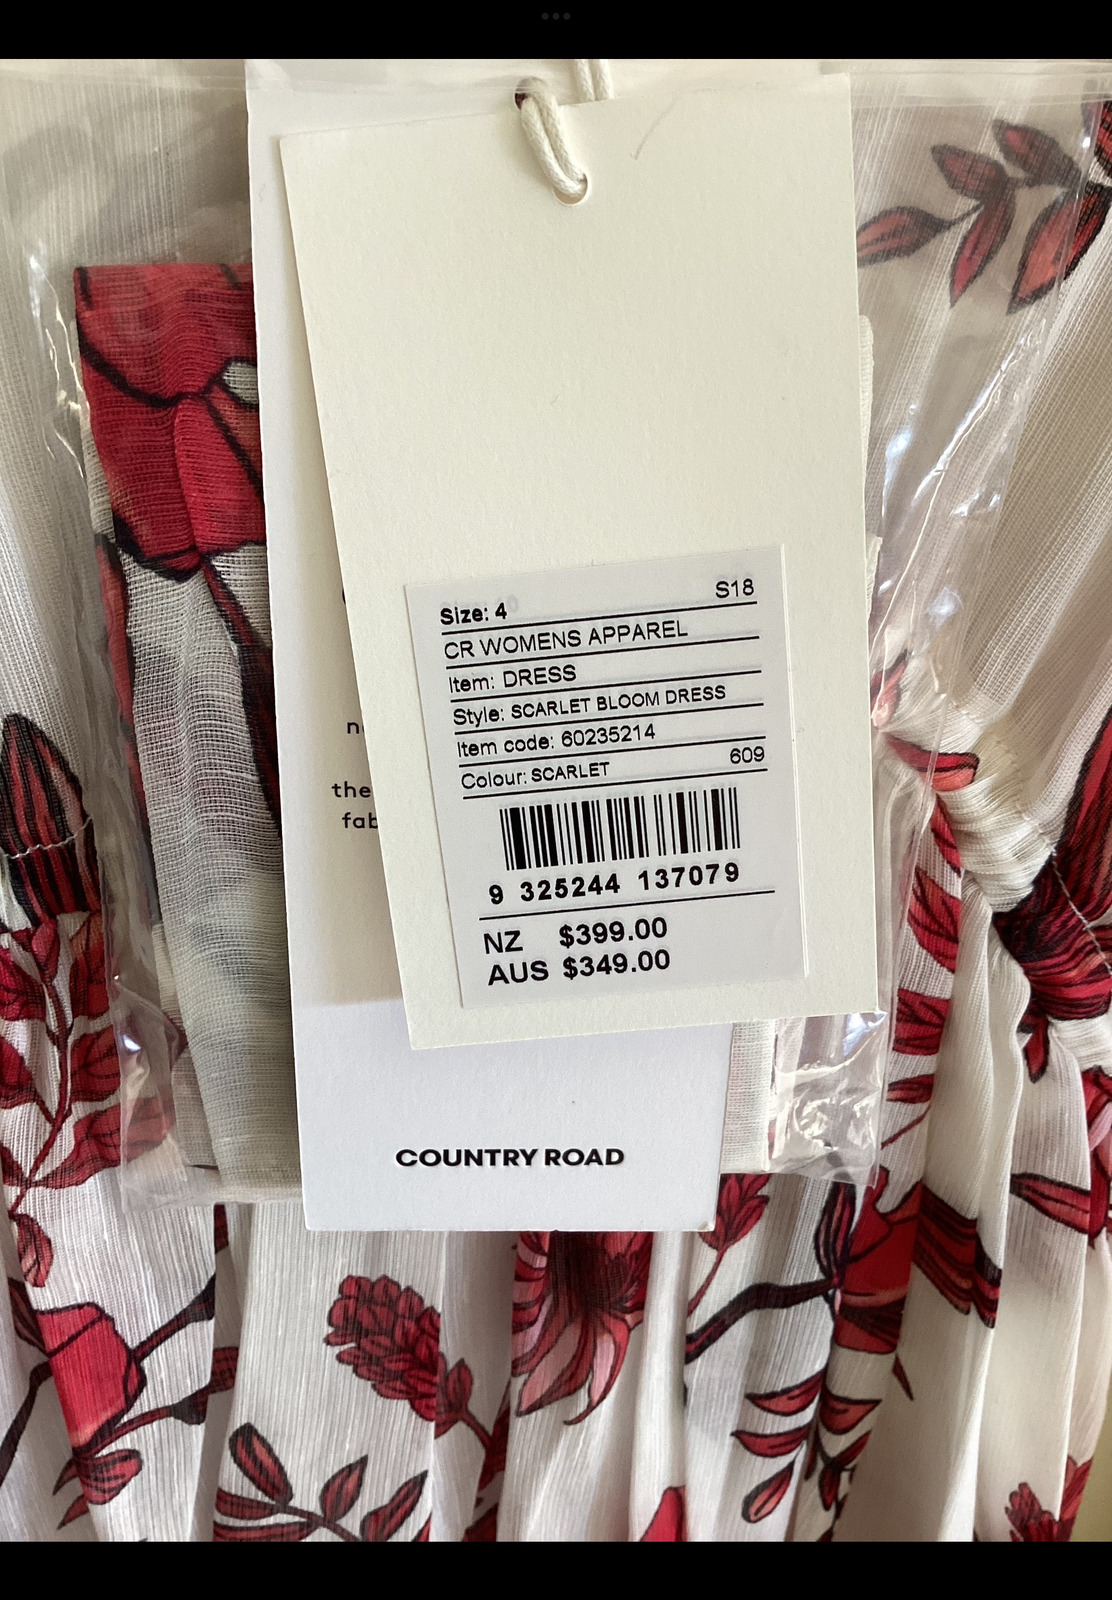 Size: 4 S18
CR WOMENS APPAREL
Item: DRESS
Style: SCARLET BLOOM DRESS
Item code: 60235214
Colour: SCARLET 609
9 325244 137079
NZ $399.00
AUS $349.00
the
COUNTRY ROAD